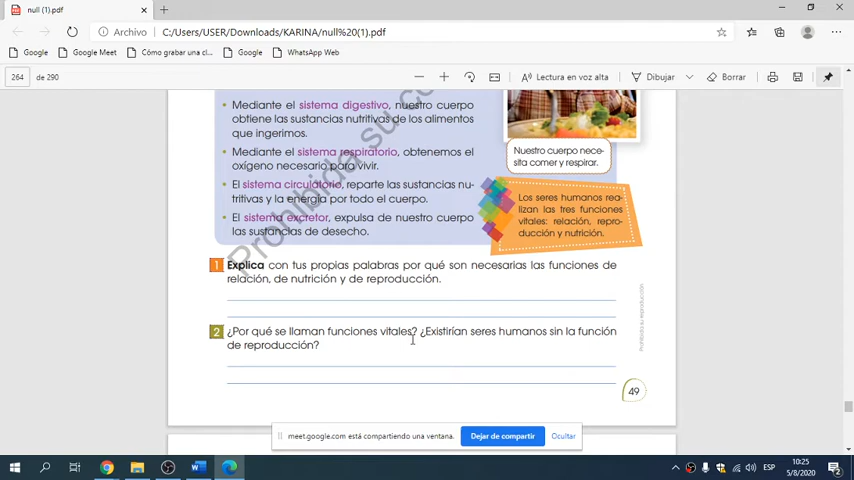 null (1).pdf
Archivo
C:/Users/USER/Downloads/KARINA/null%20(1).pdf
Google
Google Meet
Cómo grabar una cl...
Google
WhatsApp Web
264
de 290
Lectura en voz alta
Dibujar
Borrar
• Mediante el sistema digestivo, nuestro cuerpo
obtiene las sustancias nutritivas de los alimentos
que ingerimos.
• Mediante el sistema respiratorio, obtenemos el
oxígeno necesario para vivir.
• El sistema circulatorio, reparte las sustancias nu-
tritivas y la energía por todo el cuerpo.
• El sistema excretor, expulsa de nuestro cuerpo
las sustancias de desecho.
Nuestro cuerpo nece-
sita comer y respirar.
Los seres humanos rea-
lizan las tres funciones
vitales: relación, repro-
ducción y nutrición.
Prohibida su co
1 Explica con tus propias palabras por qué son necesarias las funciones de
relación, de nutrición y de reproducción.
2 ¿Por qué se llaman funciones vitales? ¿Existirían seres humanos sin la función
de reproducción?
Prohibida su reproducción
49
meet.google.com está compartiendo una ventana.
Dejar de compartir
Ocultar
ESP
10:25
5/8/2020
2